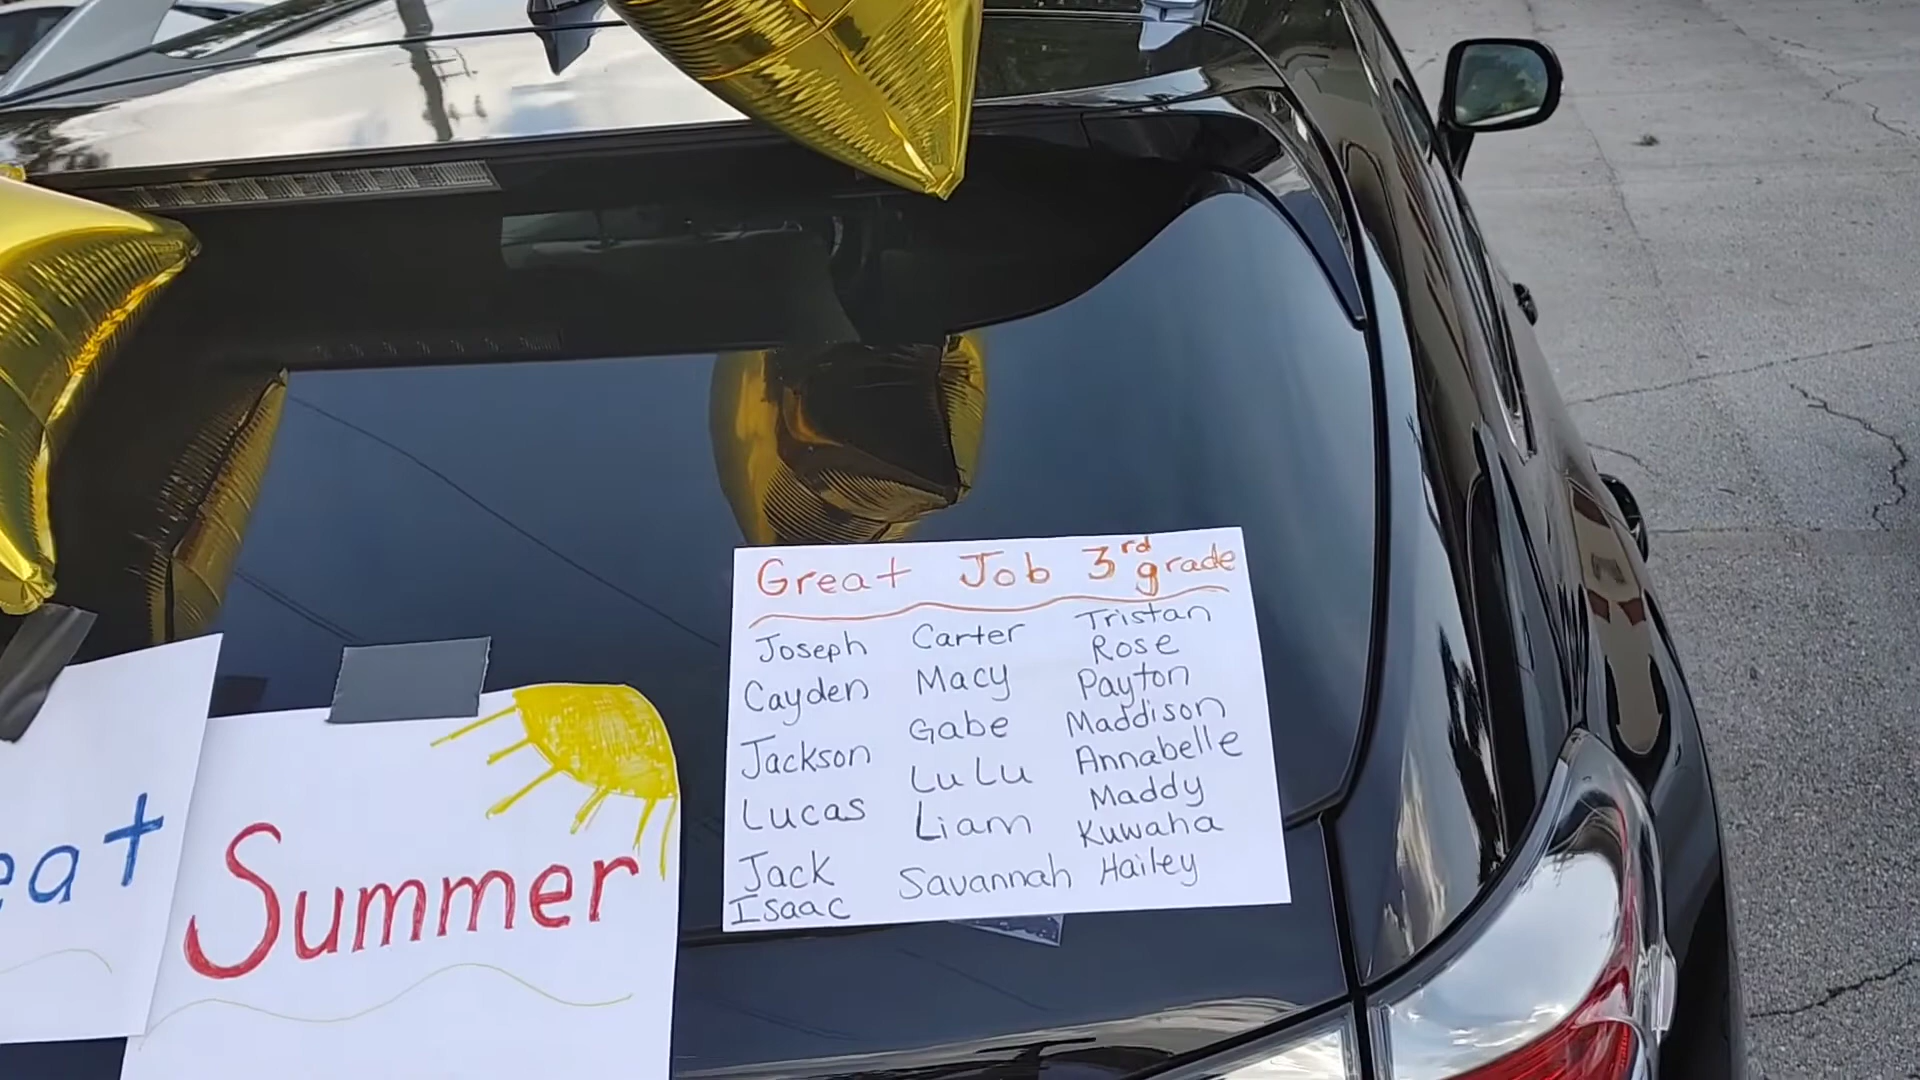 eat
Summer
Great Job 3rd grade
Joseph
Cayden
Jackson
Lucas
Jack
Isaac
Carter
Macy
Gabe
LuLu
Liam
Savannah
Tristan
Rose
Payton
Maddison
Annabelle
Maddy
Kuwaha
Hailey